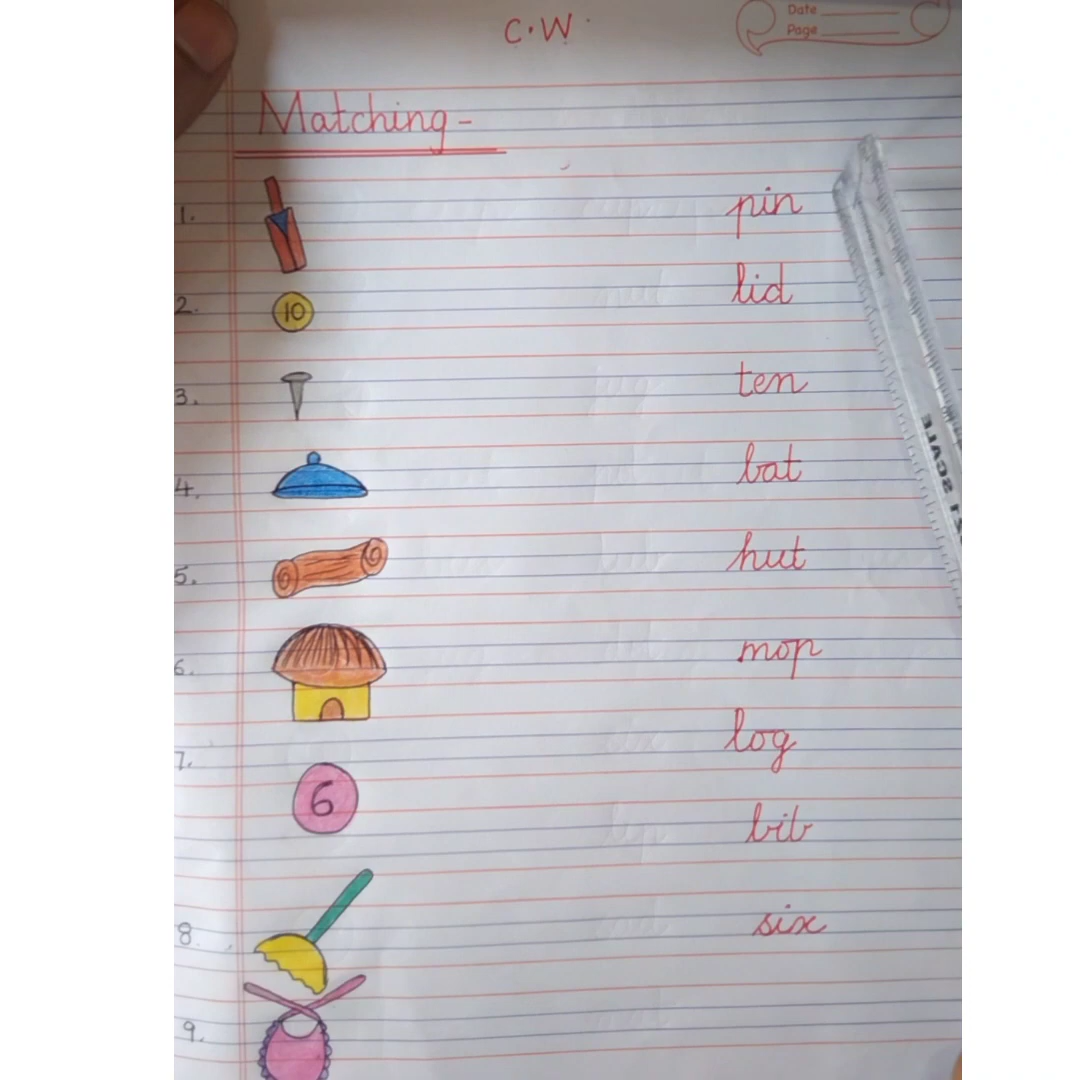 C.W.
Date
Page
Matching -
1. pin
2. 10 lid
3. ten
4. bat
5. hut
6. mop
7. log
6 bib
8. six
9.
SCALE